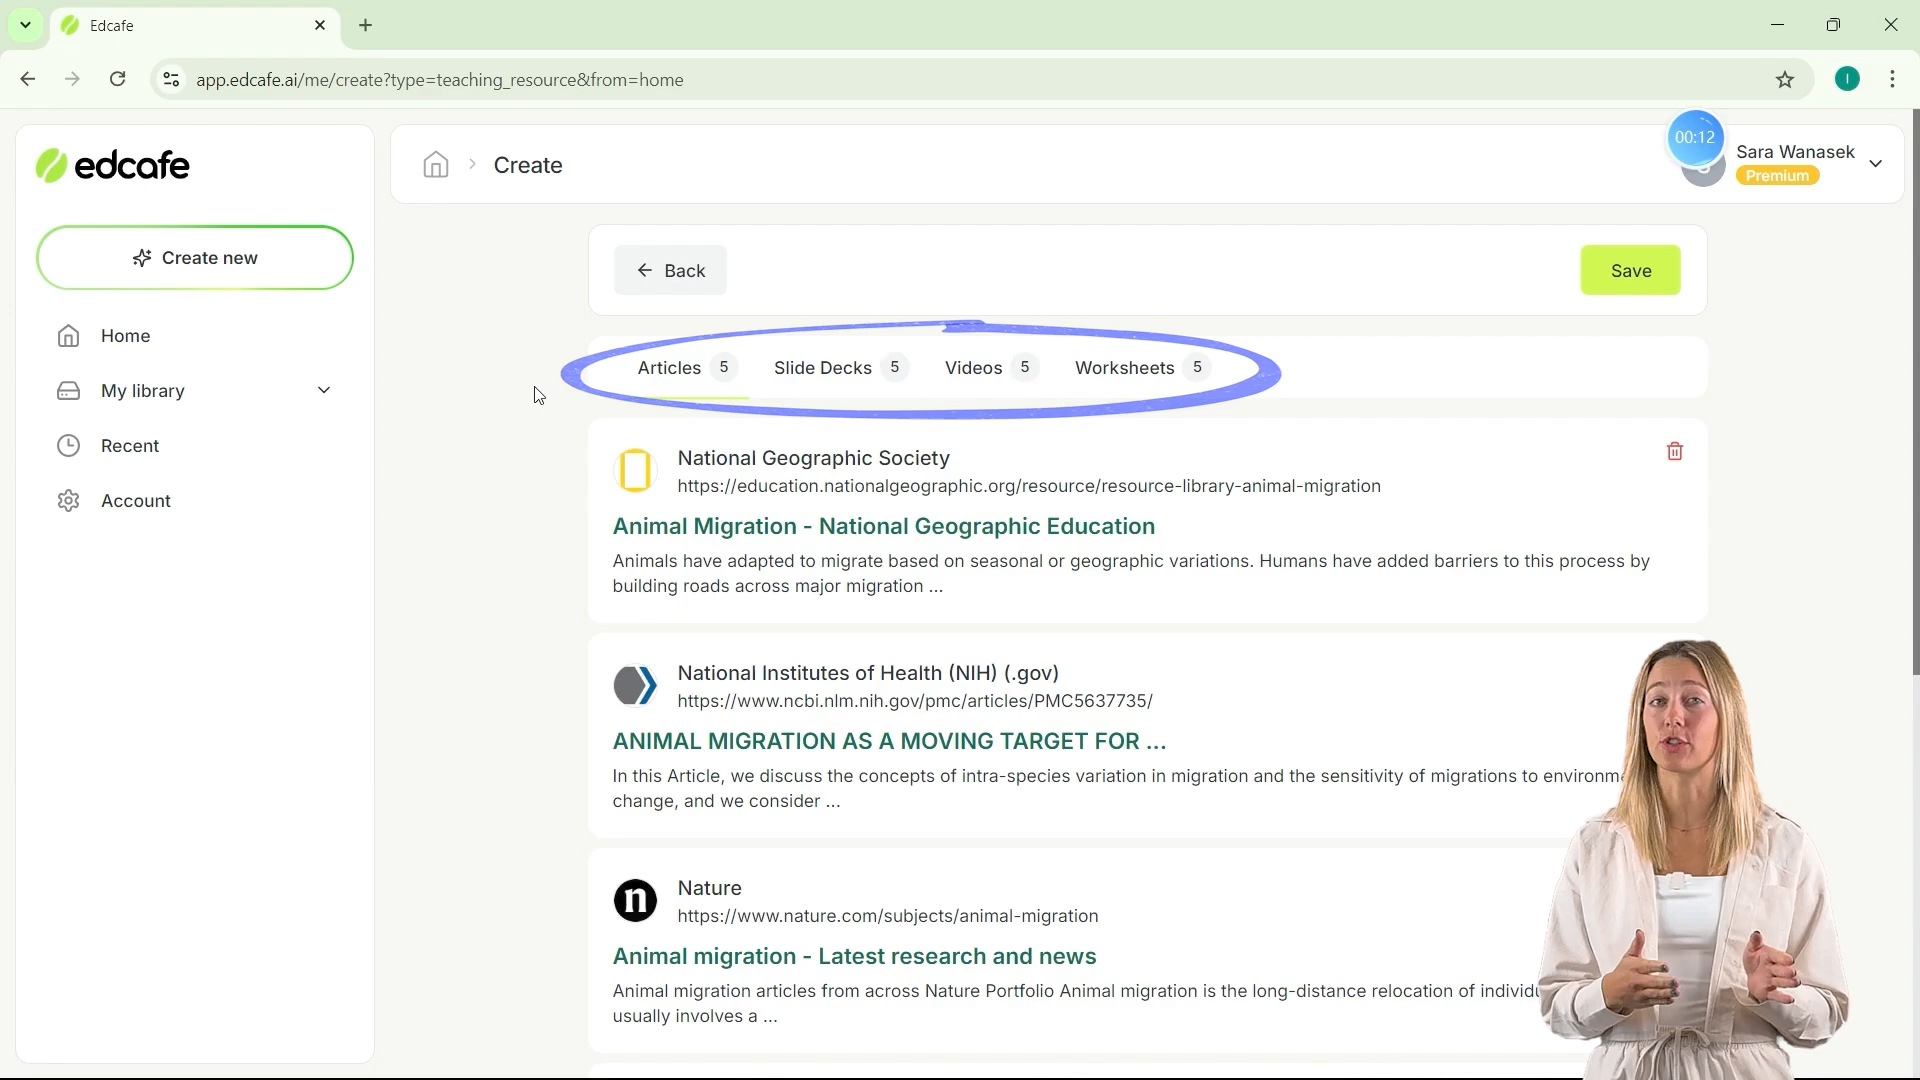 Edcafe
app.edcafe.ai/me/create?type=teaching_resource&from=home
I
edcafe
Create
00:12
Sara Wanasek
Premium
Create new
Home
My library
Recent
Account
Back
Save
Articles 5 Slide Decks 5 Videos 5 Worksheets 5
National Geographic Society
https://education.nationalgeographic.org/resource/resource-library-animal-migration
Animal Migration - National Geographic Education
Animals have adapted to migrate based on seasonal or geographic variations. Humans have added barriers to this process by
building roads across major migration ...
National Institutes of Health (NIH) (.gov)
https://www.ncbi.nlm.nih.gov/pmc/articles/PMC5637735/
ANIMAL MIGRATION AS A MOVING TARGET FOR ...
In this Article, we discuss the concepts of intra-species variation in migration and the sensitivity of migrations to
change, and we consider ...
n
Nature
https://www.nature.com/subjects/animal-migration
Animal migration - Latest research and news
Animal migration articles from across Nature Portfolio Animal migration is the long-distance relocation of
usually involves a ...